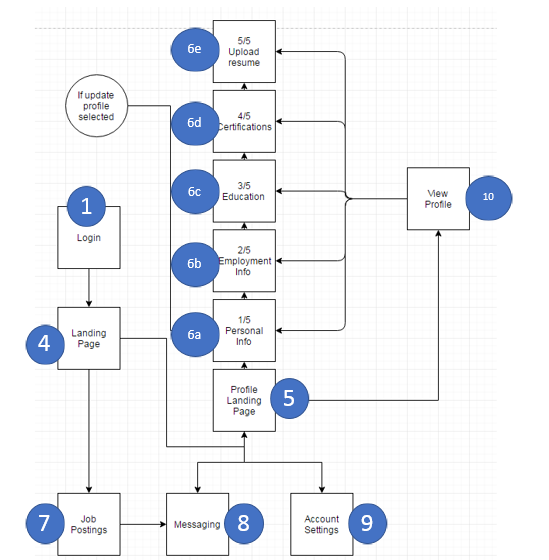 5/5
Upload
resume
6e
If update
profile
selected
4/5
Certifications
6d
3/5
Education
6c
View
Profile
10
1
Login
2/5
Employment
Info
6b
1/5
Personal
Info
6a
Landing
Page
4
Profile
Landing
Page
5
7
Job
Postings
Messaging
8
Account
Settings
9